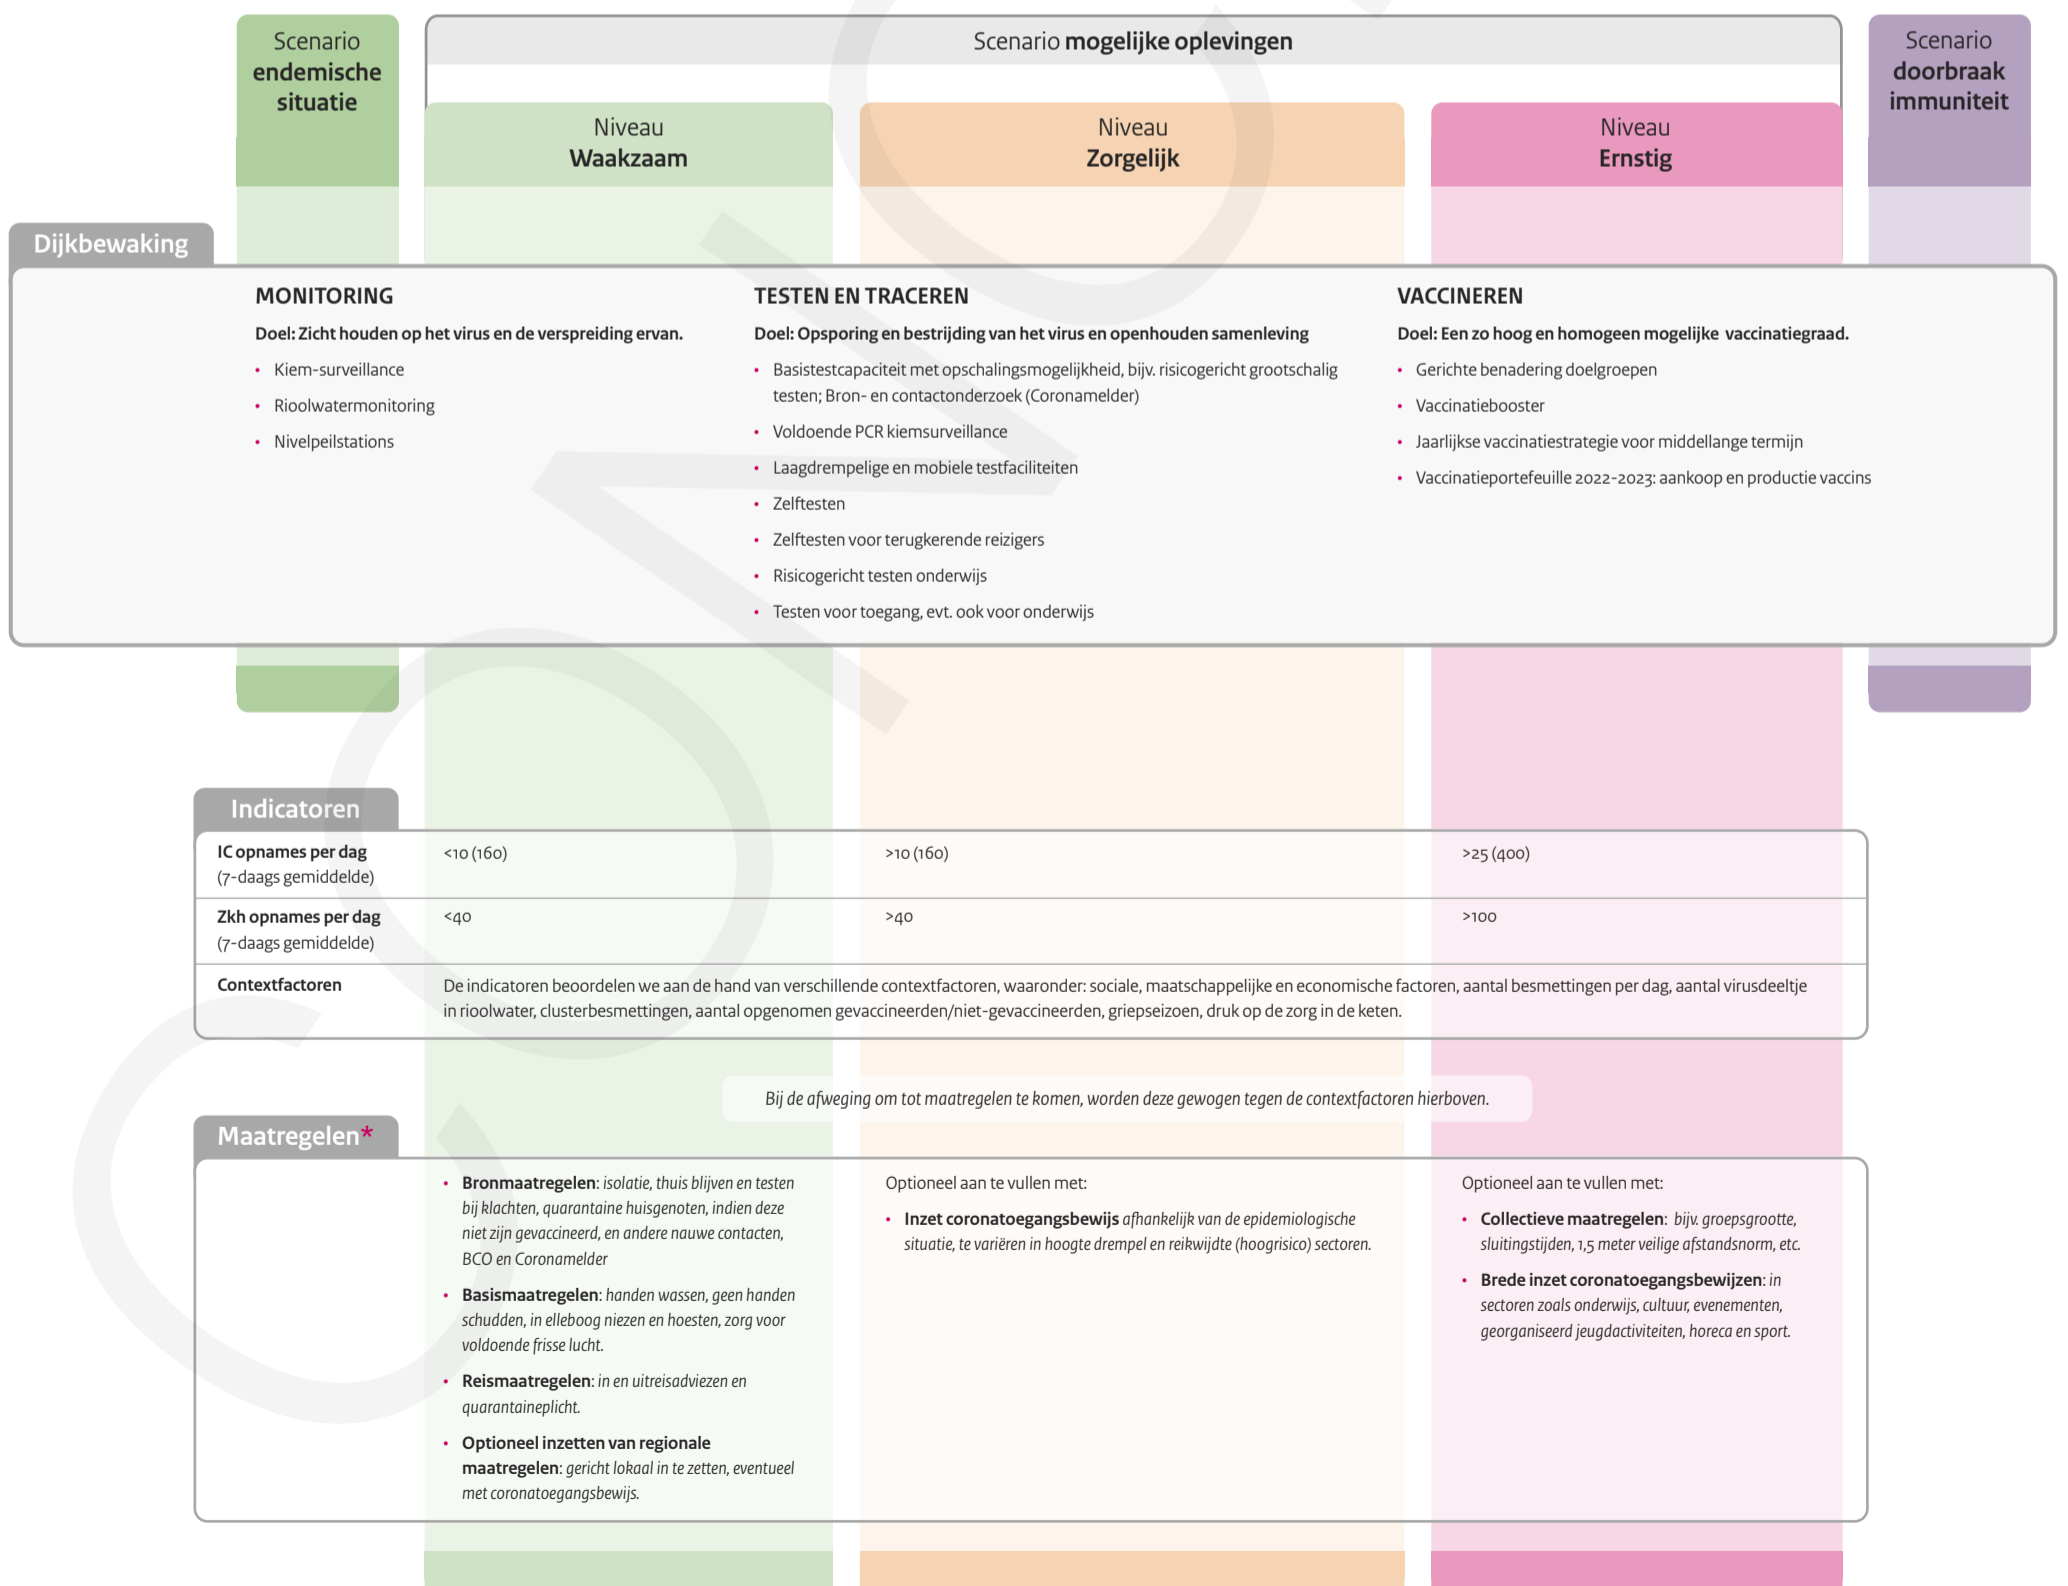 Scenario
endemische
situatie
Scenario mogelijke oplevingen
Scenario
doorbraak
immuniteit
Niveau
Waakzaam
Niveau
Zorgelijk
Niveau
Ernstig
Dijkbewaking
MONITORING
Doel: Zicht houden op het virus en de verspreiding ervan.
• Kiem-surveillance
• Rioolwatermonitoring
• Nivelpeilstations
TESTEN EN TRACEREN
Doel: Opsporing en bestrijding van het virus en openhouden samenleving
• Basistestcapaciteit met opschalingsmogelijkheid, bijv. risicogericht grootschalig
testen; Bron- en contactonderzoek (Coronamelder)
• Voldoende PCR kiemsurveillance
• Laagdrempelige en mobiele testfaciliteiten
• Zelftesten
• Zelftesten voor terugkerende reizigers
• Risicogericht testen onderwijs
• Testen voor toegang, evt. ook voor onderwijs
VACCINEREN
Doel: Een zo hoog en homogeen mogelijke vaccinatiegraad.
• Gerichte benadering doelgroepen
• Vaccinatiebooster
• Jaarlijkse vaccinatiestrategie voor middellange termijn
• Vaccinatieportefeuille 2022-2023: aankoop en productie vaccins
Indicatoren
IC opnames per dag
(7-daags gemiddelde)
<10 (160)
>10 (160)
>25 (400)
Zkh opnames per dag
(7-daags gemiddelde)
<40
>40
>100
Contextfactoren
De indicatoren beoordelen we aan de hand van verschillende contextfactoren, waaronder: sociale, maatschappelijke en economische factoren, aantal besmettingen per dag, aantal virusdeeltje
in rioolwater, clusterbesmettingen, aantal opgenomen gevaccineerden/niet-gevaccineerden, griepseizoen, druk op de zorg in de keten.
Bij de afweging om tot maatregelen te komen, worden deze gewogen tegen de contextfactoren hierboven.
Maatregelen*
• Bronmaatregelen: isolatie, thuis blijven en testen
bij klachten, quarantaine huisgenoten, indien deze
niet zijn gevaccineerd, en andere nauwe contacten,
BCO en Coronamelder
• Basismaatregelen: handen wassen, geen handen
schudden, in elleboog niezen en hoesten, zorg voor
voldoende frisse lucht.
• Reismaatregelen: in en uitreisadviezen en
quarantaineplicht.
• Optioneel inzetten van regionale
maatregelen: gericht lokaal in te zetten, eventueel
met coronatoegangsbewijs.
Optioneel aan te vullen met:
• Inzet coronatoegangsbewijs afhankelijk van de epidemiologische
situatie, te variëren in hoogte drempel en reikwijdte (hoogrisico) sectoren.
Optioneel aan te vullen met:
• Collectieve maatregelen: bijv. groepsgrootte,
sluitingstijden, 1,5 meter veilige afstandsnorm, etc.
• Brede inzet coronatoegangsbewijzen: in
sectoren zoals onderwijs, cultuur, evenementen,
georganiseerd jeugdactiviteiten, horeca en sport.